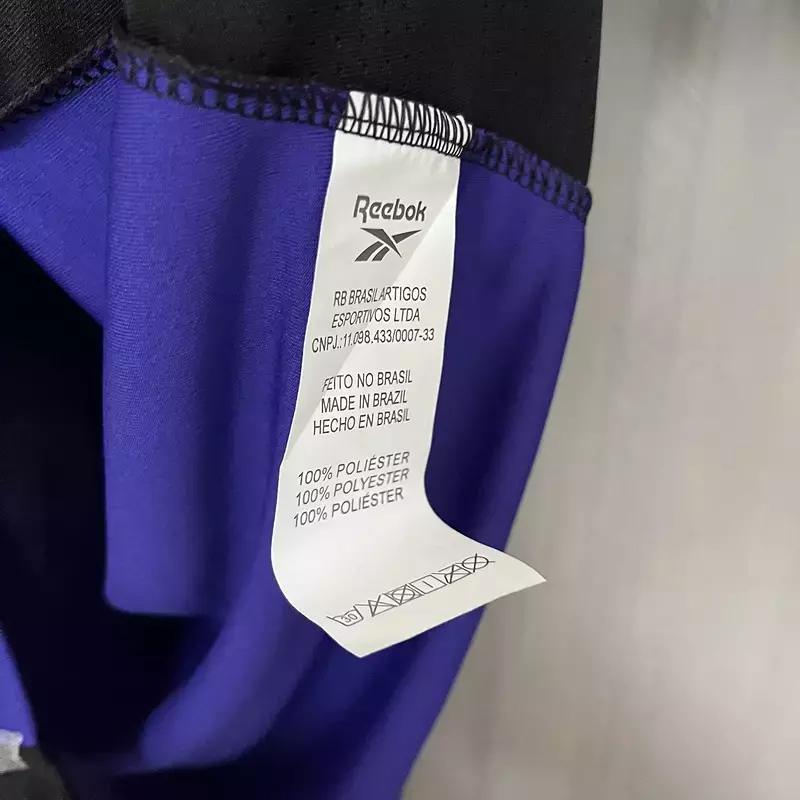 Reebok
RB BRASIL ARTIGOS
ESPORTIVOS LTDA
CNPJ.:11.098.433/0007-33
FEITO NO BRASIL
MADE IN BRAZIL
HECHO EN BRASIL
100% POLIÉSTER
100% POLYESTER
100% POLIÉSTER
30